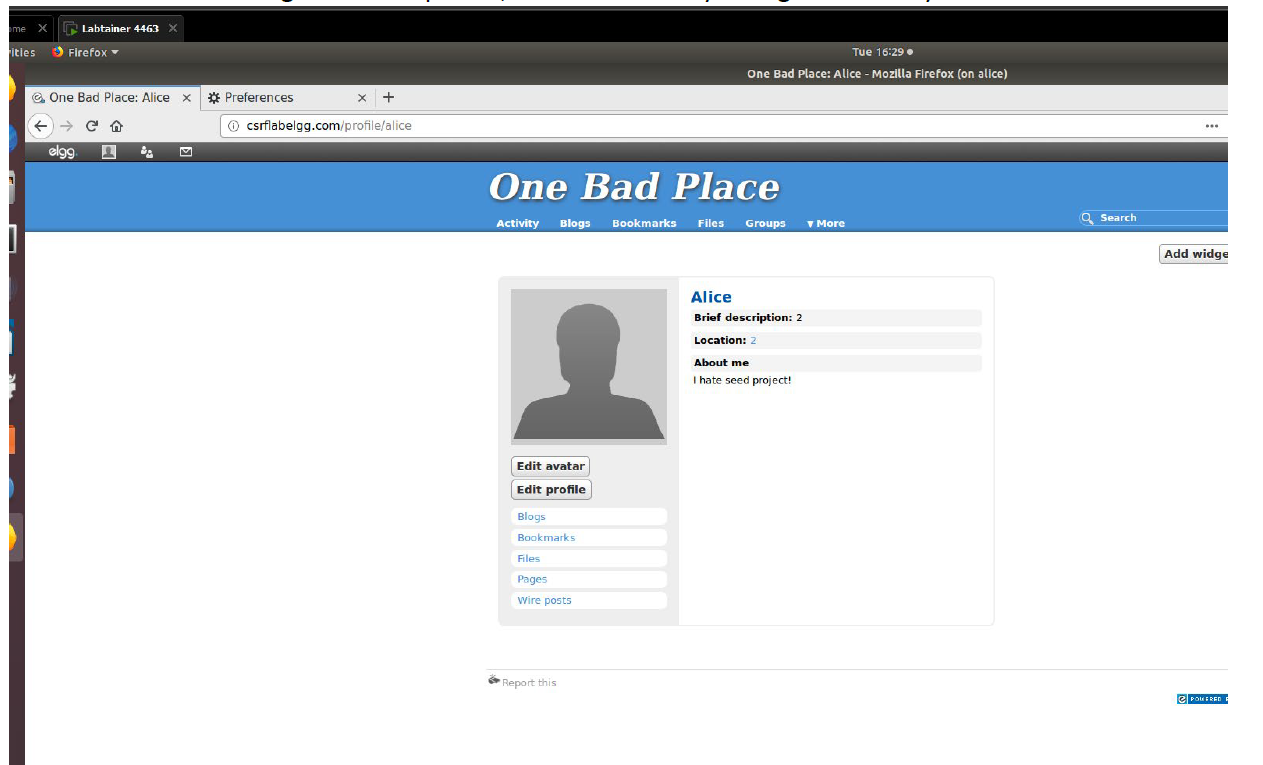 ome Labtainer 4463
ities Firefox Tue 16:29
One Bad Place: Alice - Mozilla Firefox (on alice)
One Bad Place: Alice Preferences
csrflabelgg.com/profile/alice
elgg.
One Bad Place
Activity Blogs Bookmarks Files Groups More Search
Add widge
Alice
Brief description: 2
Location: 2
About me
I hate seed project!
Edit avatar
Edit profile
Blogs
Bookmarks
Files
Pages
Wire posts
Report this
POWERED